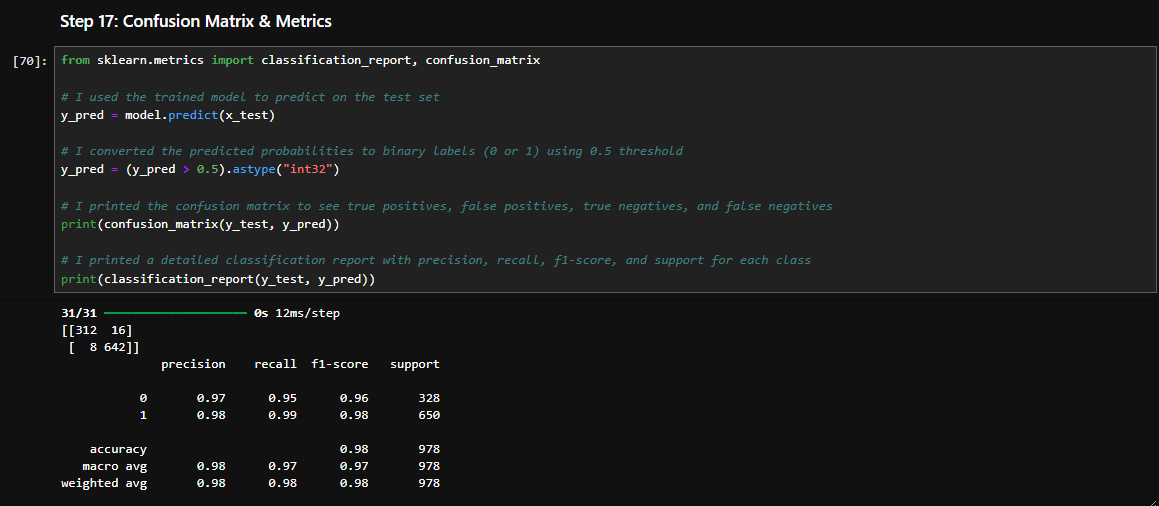 Step 17: Confusion Matrix & Metrics
[70]: from sklearn.metrics import classification_report, confusion_matrix
# I used the trained model to predict on the test set
y_pred = model.predict(x_test)
# I converted the predicted probabilities to binary labels (0 or 1) using 0.5 threshold
y_pred = (y_pred > 0.5).astype("int32")
# I printed the confusion matrix to see true positives, false positives, true negatives, and false negatives
print(confusion_matrix(y_test, y_pred))
# I printed a detailed classification report with precision, recall, f1-score, and support for each class
print(classification_report(y_test, y_pred))
31/31 0s 12ms/step
[[312  16]
 [  8 642]]
precision recall f1-score support
0 0.97 0.95 0.96 328
1 0.98 0.99 0.98 650
accuracy 0.98 978
macro avg 0.98 0.97 0.97 978
weighted avg 0.98 0.98 0.98 978